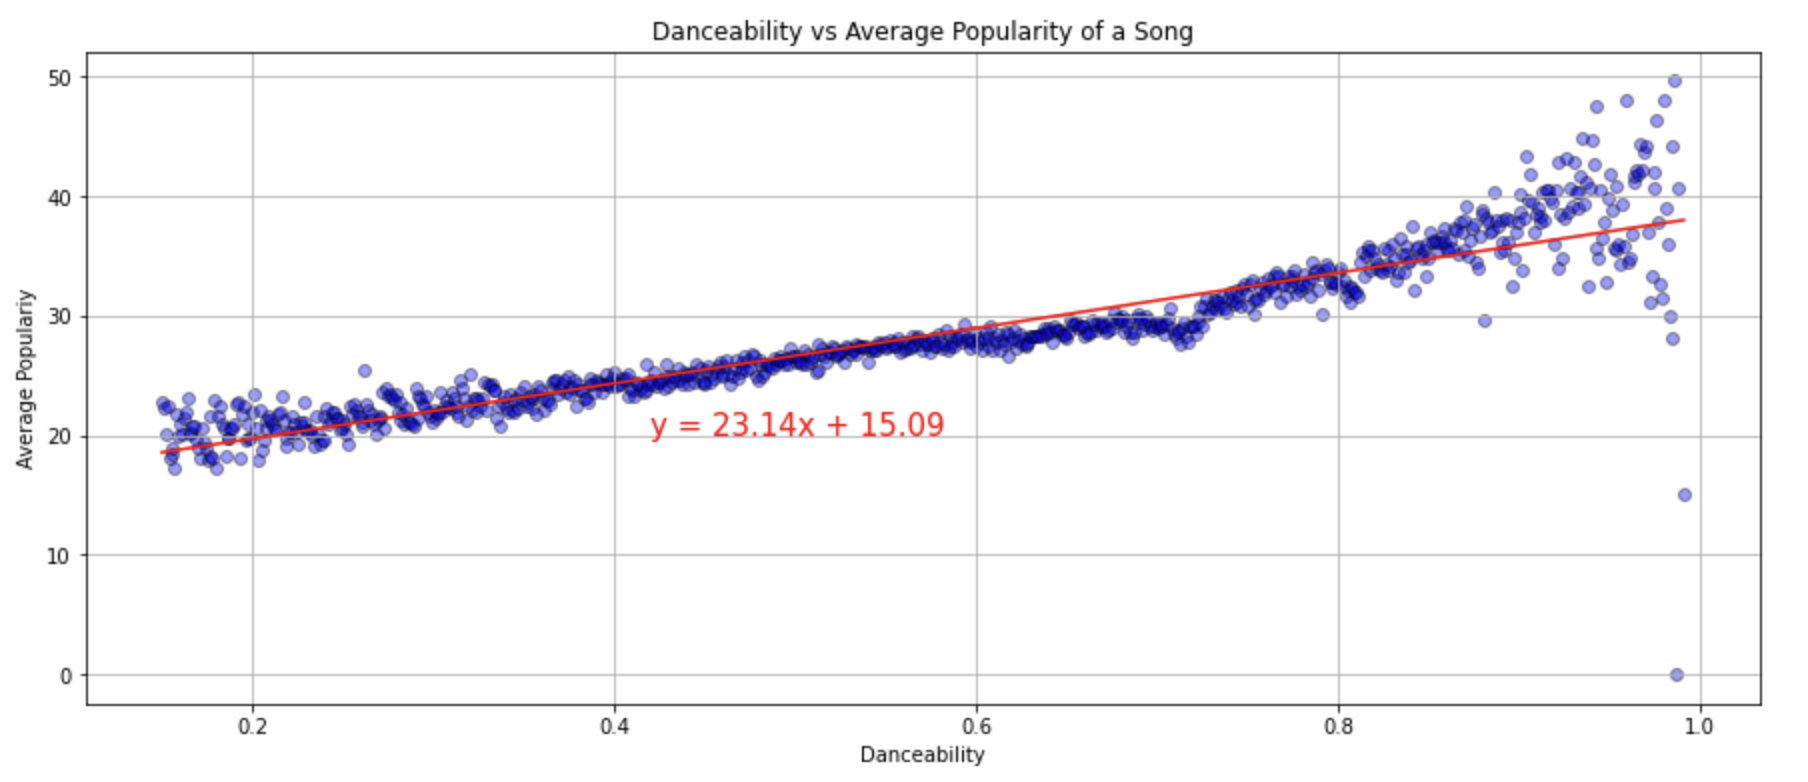 Danceability vs Average Popularity of a Song
Average Populariy
50
40
30
20
10
0
y = 23.14x + 15.09
0.2 0.4 0.6 0.8 1.0
Danceability